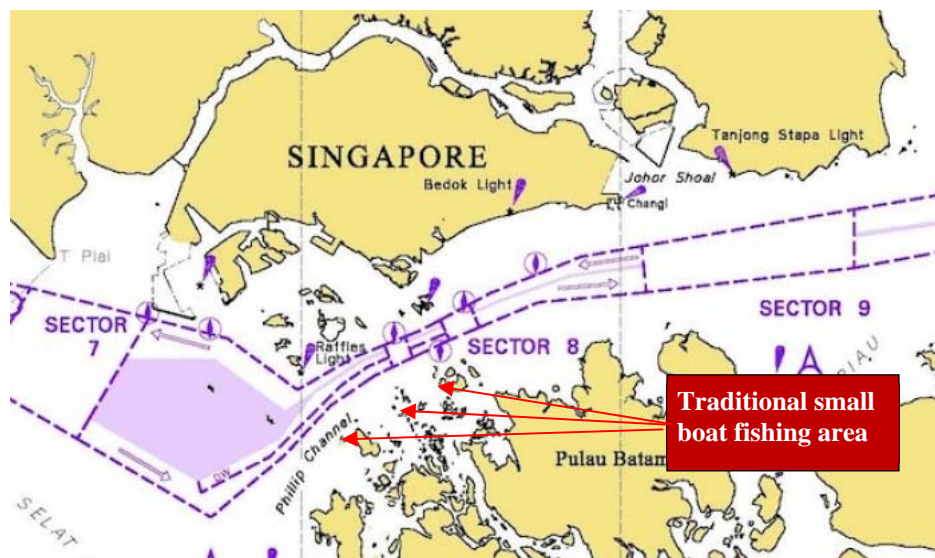 SINGAPORE
Tanjong Stapa Light
Bedok Light
Johor Shoal
Changi
T Piai
SECTOR
7
Raffles
Light
SECTOR 8
SECTOR 9
Traditional small
boat fishing area
Phillip Channel
DW
Pulau Batam
SELAT